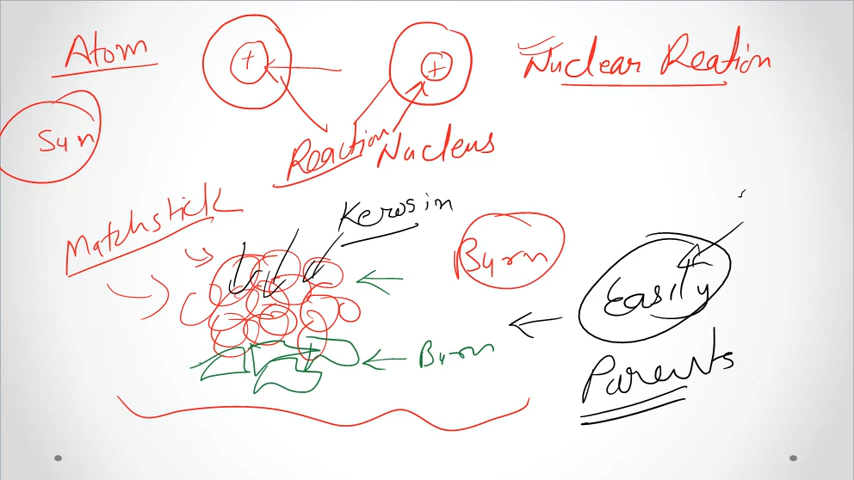 Atom
+
+
Nuclear Reation
Sun
Reaction Nucleus
Matchstick
Kerosin
Burn
Easily
Burn
Parents